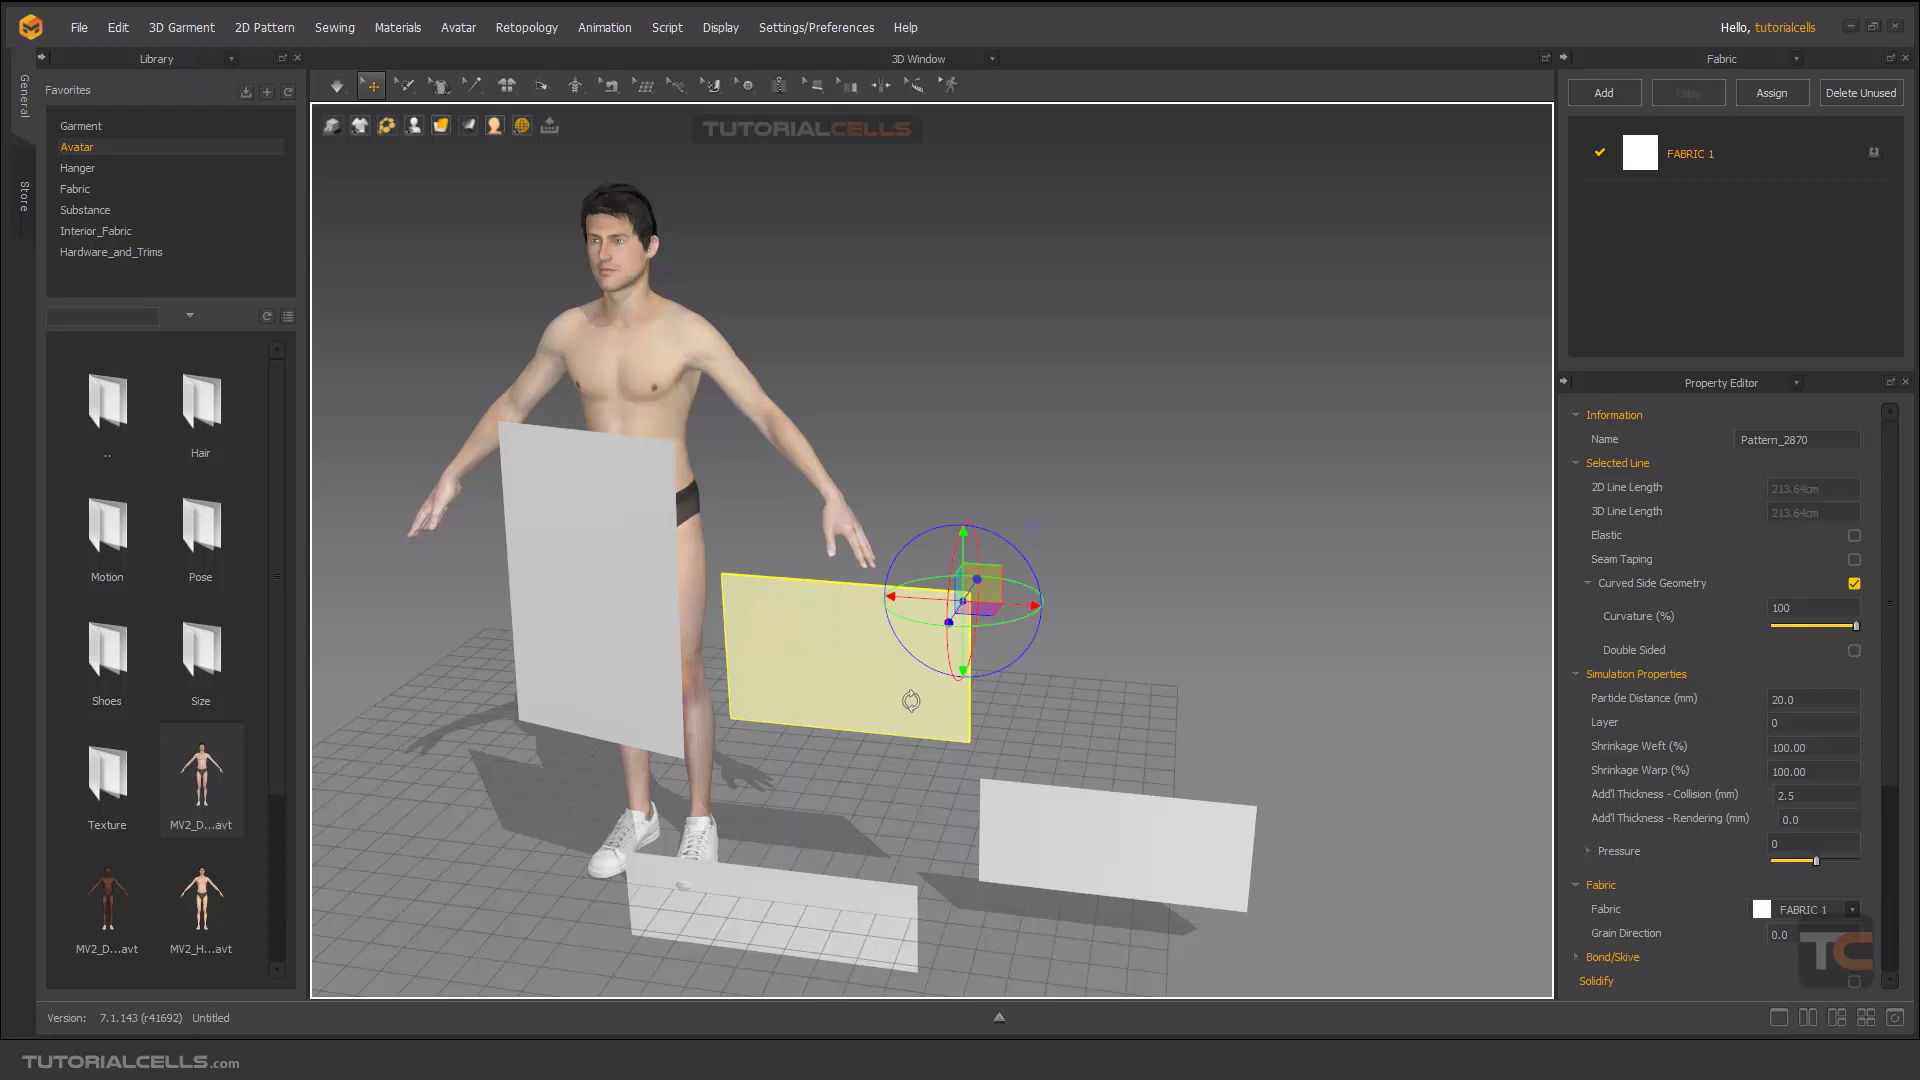 File Edit 3D Garment 2D Pattern Sewing Materials Avatar Retopology Animation Script Display Settings/Preferences Help
Hello, tutorialcells
General
Store
Library
Favorites
Garment
Avatar
Hanger
Fabric
Substance
Interior_Fabric
Hardware_and_Trims
..
Hair
Motion
Pose
Shoes
Size
Texture
MV2_D...avt
MV2_D...avt
MV2_H...avt
3D Window
TUTORIALCELLS
Fabric
Add Copy Assign Delete Unused
FABRIC 1
Property Editor
Information
Name Pattern_2870
Selected Line
2D Line Length 213.64cm
3D Line Length 213.64cm
Elastic
Seam Taping
Curved Side Geometry
Curvature (%) 100
Double Sided
Simulation Properties
Particle Distance (mm) 20.0
Layer 0
Shrinkage Weft (%) 100.00
Shrinkage Warp (%) 100.00
Add'l Thickness - Collision (mm) 2.5
Add'l Thickness - Rendering (mm) 0.0
Pressure 0
Fabric
Fabric FABRIC 1
Grain Direction 0.0
Bond/Skive
Solidify
TC
Version: 7.1.143 (r41692) Untitled
TUTORIALCELLS.com